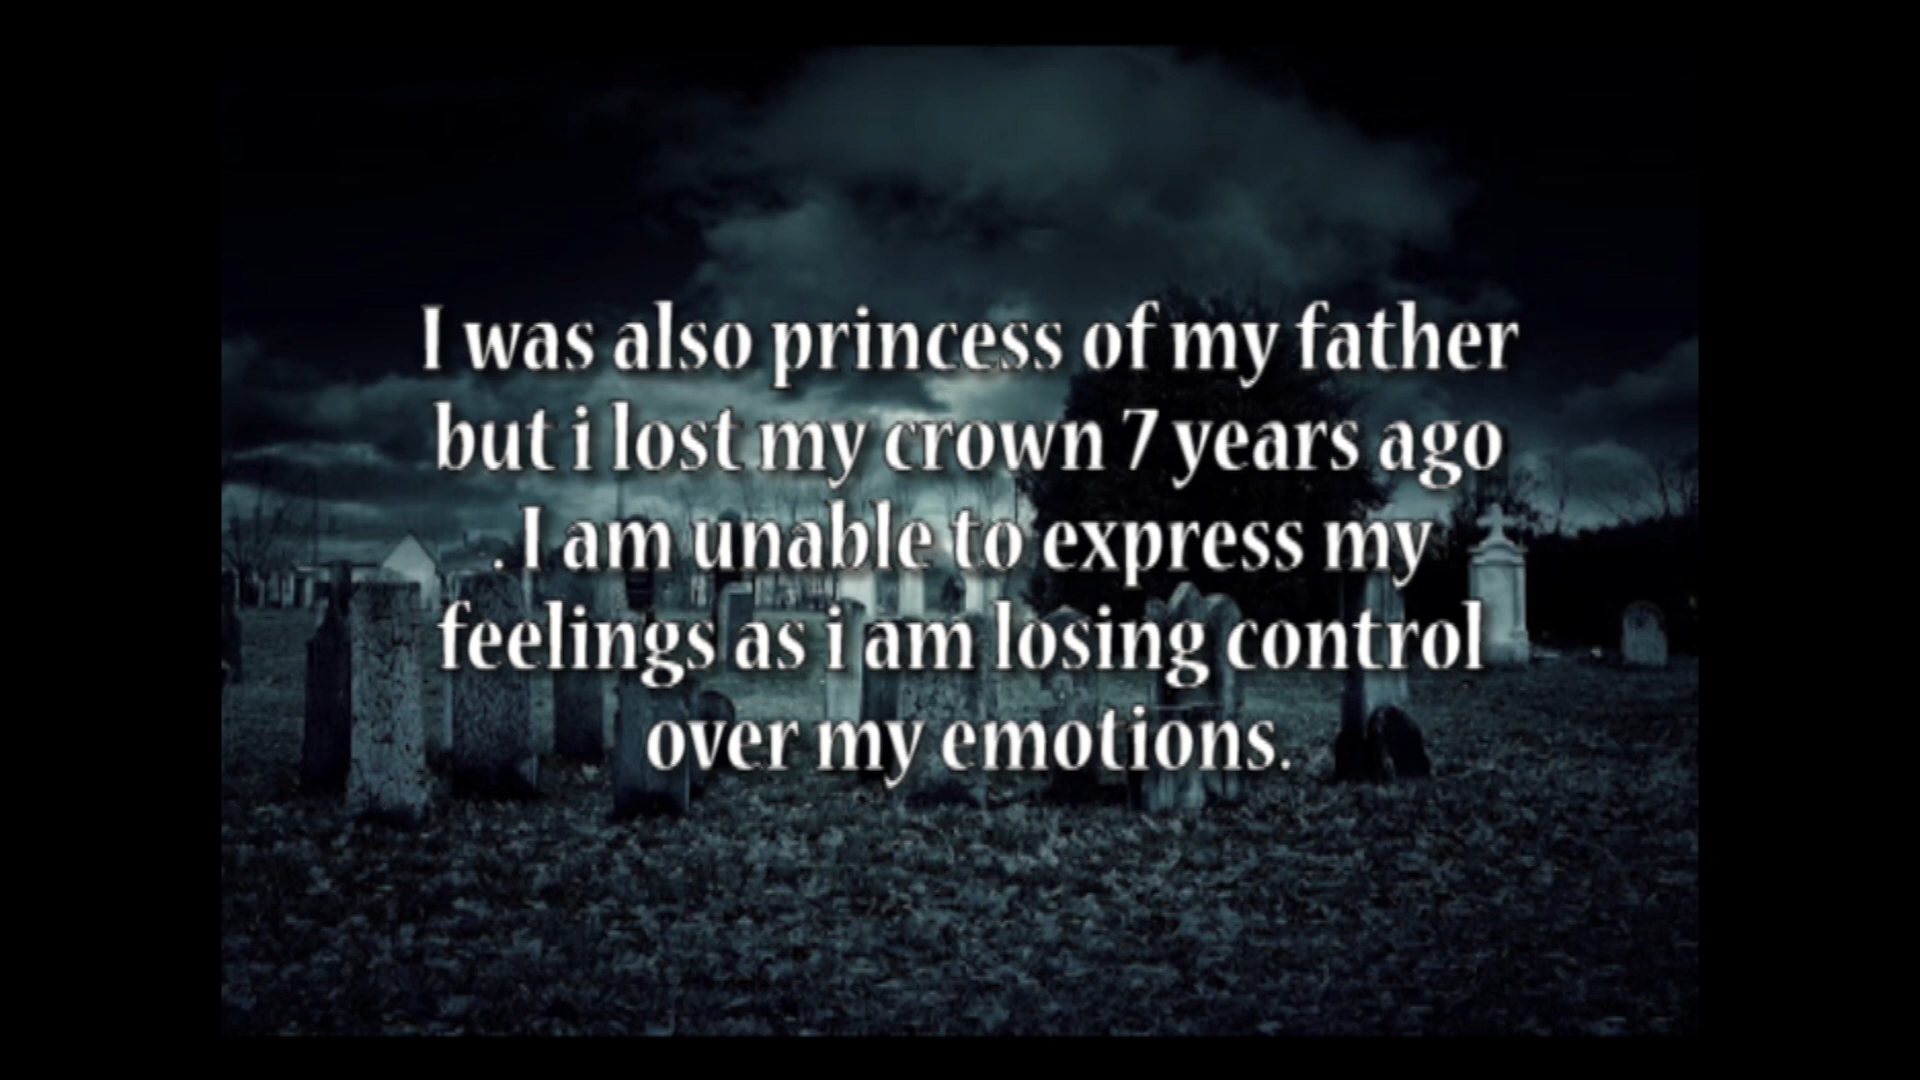 I was also princess of my father
but i lost my crown 7 years ago
. I am unable to express my
feelings as i am losing control
over my emotions.